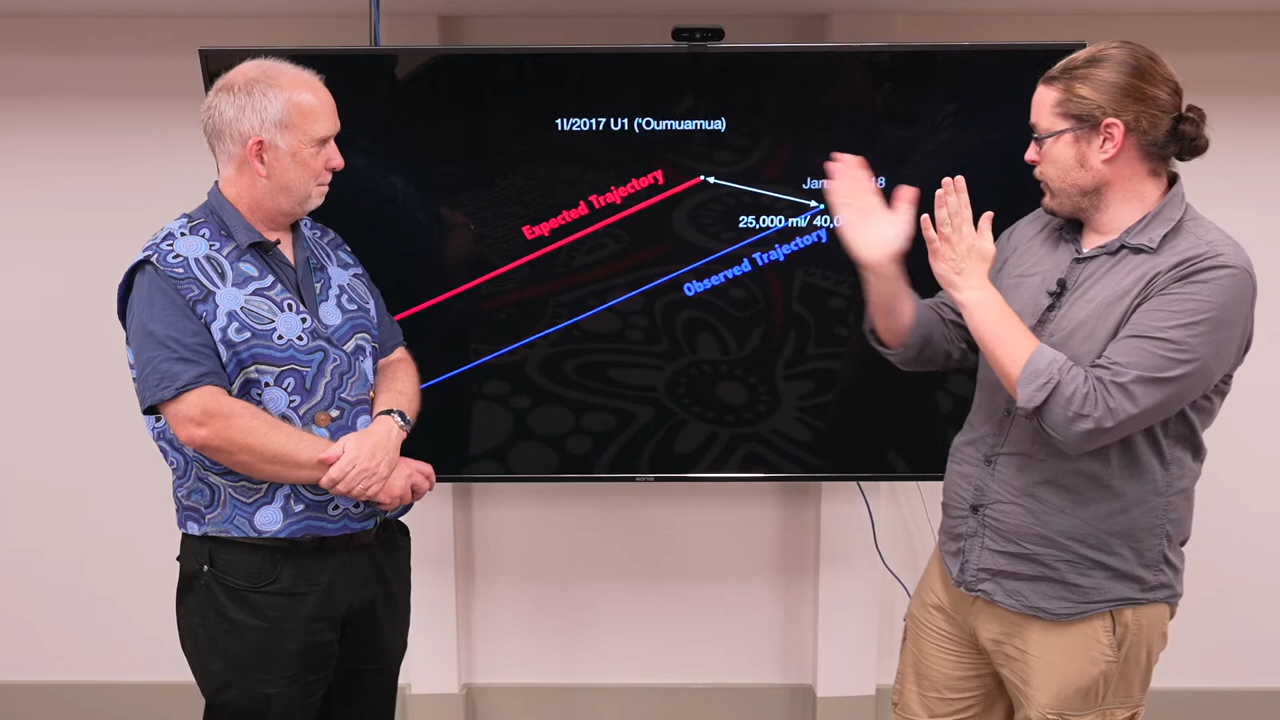 1I/2017 U1 (‘Oumuamua)
Expected Trajectory
25,000 mi/ 40,0
Observed Trajectory